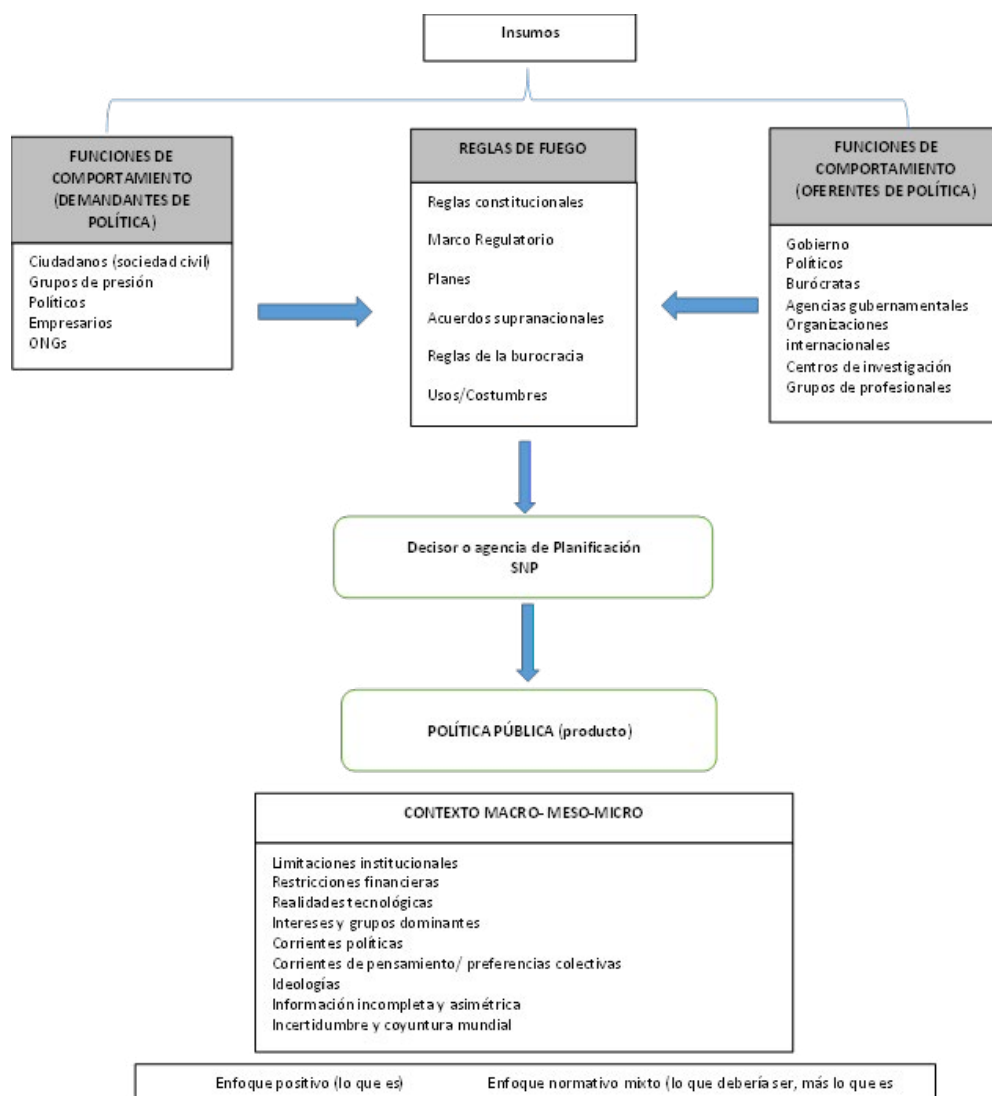 Insumos
FUNCIONES DE
COMPORTAMIENTO
(DEMANDANTES DE
POLÍTICA)
Ciudadanos (sociedad civil)
Grupos de presión
Políticos
Empresarios
ONGs
REGLAS DE FUEGO
Reglas constitucionales
Marco Regulatorio
Planes
Acuerdos supranacionales
Reglas de la burocracia
Usos/Costumbres
FUNCIONES DE
COMPORTAMIENTO
(OFERENTES DE POLÍTICA)
Gobierno
Políticos
Burócratas
Agencias gubernamentales
Organizaciones
internacionales
Centros de investigación
Grupos de profesionales
Decisor o agencia de Planificación
SNP
POLÍTICA PÚBLICA (producto)
CONTEXTO MACRO- MESO-MICRO
Limitaciones institucionales
Restricciones financieras
Realidades tecnológicas
Intereses y grupos dominantes
Corrientes políticas
Corrientes de pensamiento/ preferencias colectivas
Ideologías
Información incompleta y asimétrica
Incertidumbre y coyuntura mundial
Enfoque positivo (lo que es) Enfoque normativo mixto (lo que debería ser, más lo que es